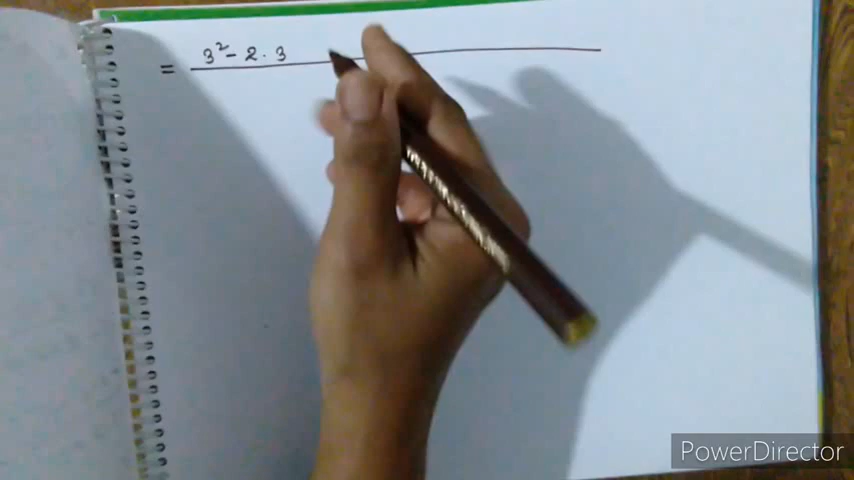 = 3² - 2 · 3
PowerDirector